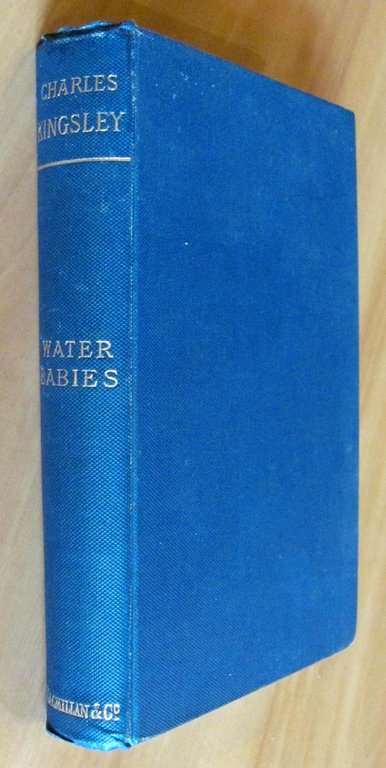 CHARLES
KINGSLEY
WATER
BABIES
MACMILLAN & Co